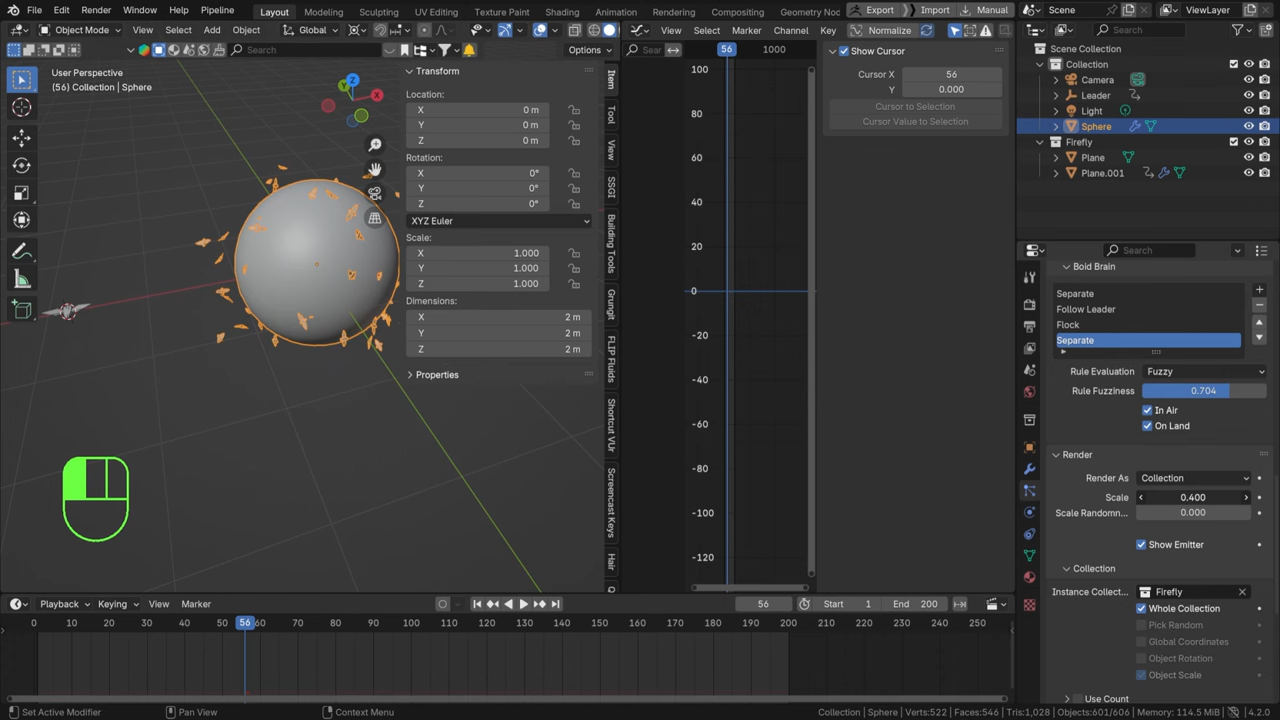 File Edit Render Window Help Pipeline Layout Modeling Sculpting UV Editing Texture Paint Shading Animation Rendering Compositing Geometry Noc Export Import Manual Scene ViewLayer
Object Mode View Select Add Object Global View Select Marker Channel Key Normalize Search
Search Options Sear 56 1000 Show Cursor Scene Collection
User Perspective
(56) Collection | Sphere
Z
Y
X
Transform
Location:
X 0 m
Y 0 m
Z 0 m
Rotation:
X 0°
Y 0°
Z 0°
XYZ Euler
Scale:
X 1.000
Y 1.000
Z 1.000
Dimensions:
X 2 m
Y 2 m
Z 2 m
Properties
Item
Tool
View
SSGI
Building Tools
Grungit
FLIP Fluids
Shortcut VUr
Screencast Keys
Hair
100
80
60
40
20
0
-20
-40
-60
-80
-100
-120
Cursor X 56
Y 0.000
Cursor to Selection
Cursor Value to Selection
Collection
Camera
Leader
Light
Sphere
Firefly
Plane
Plane.001
Search
Boid Brain
Separate
Follow Leader
Flock
Separate
Rule Evaluation Fuzzy
Rule Fuzziness 0.704
In Air
On Land
Render
Render As Collection
Scale 0.400
Scale Randomn... 0.000
Show Emitter
Collection
Instance Collect... Firefly
Whole Collection
Pick Random
Global Coordinates
Object Rotation
Object Scale
Use Count
Playback Keying View Marker 56 Start 1 End 200
0 10 20 30 40 56 60 70 80 90 100 110 120 130 140 150 160 170 180 190 200 210 220 230 240 250
Set Active Modifier Pan View Context Menu Collection | Sphere | Verts:522 | Faces:546 | Tris:1,028 | Objects:601/606 | Memory: 114.5 MiB 4.2.0